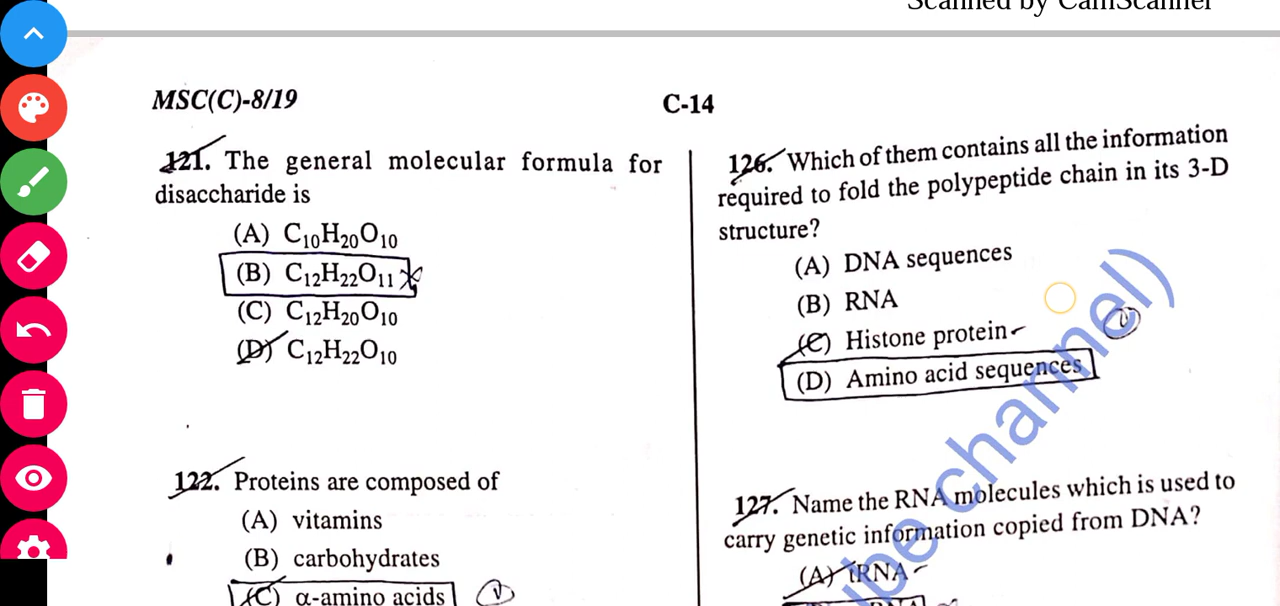 Scanned by CamScanner
MSC(C)-8/19
C-14
121. The general molecular formula for
disaccharide is
(A) C₁₀H₂₀O₁₀
(B) C₁₂H₂₂O₁₁
(C) C₁₂H₂₀O₁₀
(D) C₁₂H₂₂O₁₀
122. Proteins are composed of
(A) vitamins
(B) carbohydrates
(C) α-amino acids
126. Which of them contains all the information
required to fold the polypeptide chain in its 3-D
structure?
(A) DNA sequences
(B) RNA
(C) Histone protein
(D) Amino acid sequences
127. Name the RNA molecules which is used to
carry genetic information copied from DNA?
(A) tRNA
channel)